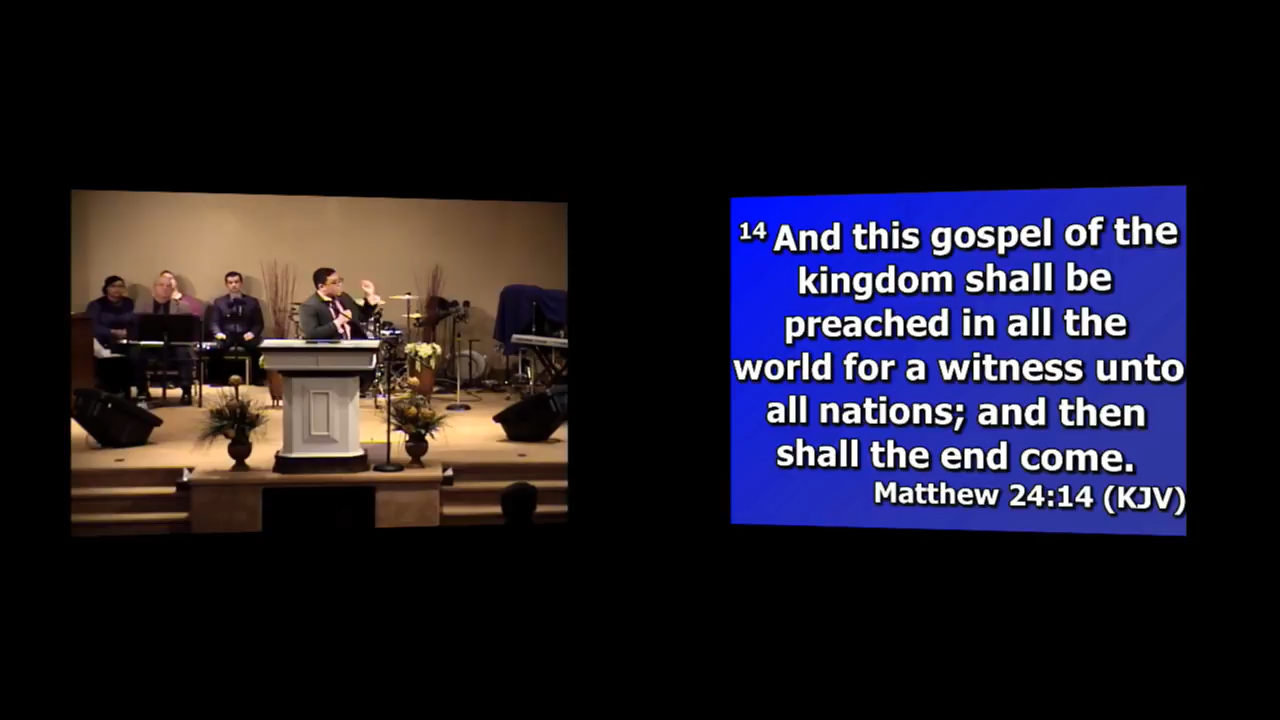 14 And this gospel of the
kingdom shall be
preached in all the
world for a witness unto
all nations; and then
shall the end come.
Matthew 24:14 (KJV)